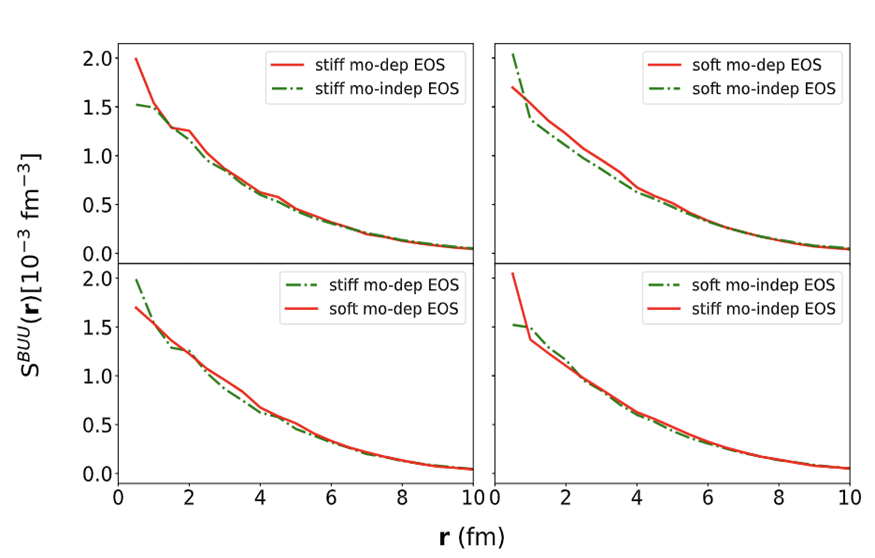 stiff mo-dep EOS
stiff mo-indep EOS
soft mo-dep EOS
soft mo-indep EOS
2.0
1.5
1.0
0.5
0.0
stiff mo-dep EOS
soft mo-dep EOS
soft mo-indep EOS
stiff mo-indep EOS
2.0
1.5
1.0
0.5
0.0
0 2 4 6 8 10
0 2 4 6 8 10
S^{BUU}(r)[10^{−3} fm^{−3}]
r (fm)